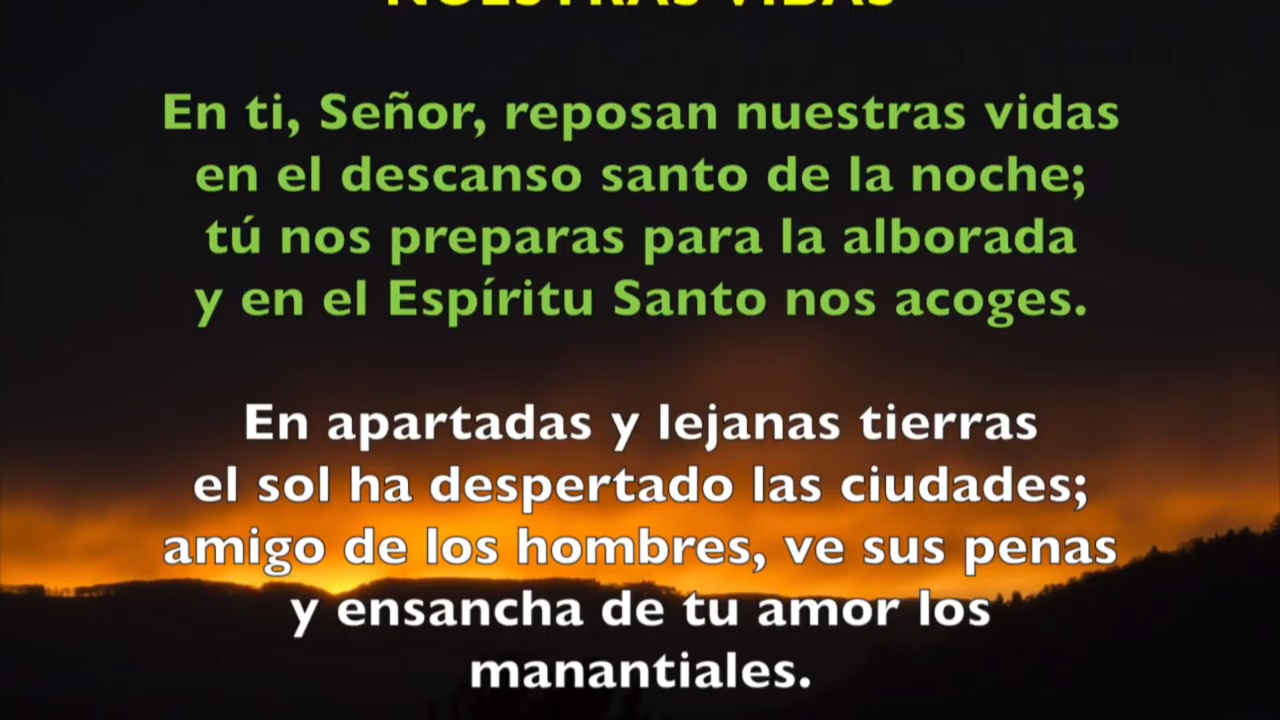 NUESTRAS VIDAS
En ti, Señor, reposan nuestras vidas
en el descanso santo de la noche;
tú nos preparas para la alborada
y en el Espíritu Santo nos acoges.
En apartadas y lejanas tierras
el sol ha despertado las ciudades;
amigo de los hombres, ve sus penas
y ensancha de tu amor los
manantiales.